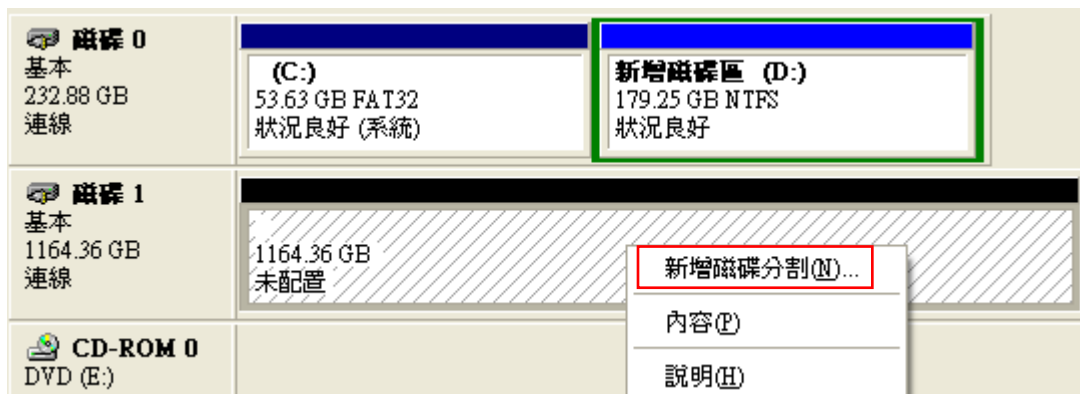 磁碟 0
基本
232.88 GB
連線
(C:)
53.63 GB FAT32
狀況良好 (系統)
新增磁碟區 (D:)
179.25 GB NTFS
狀況良好
磁碟 1
基本
1164.36 GB
連線
1164.36 GB
未配置
新增磁碟分割(N)...
內容(P)
說明(H)
CD-ROM 0
DVD (E:)